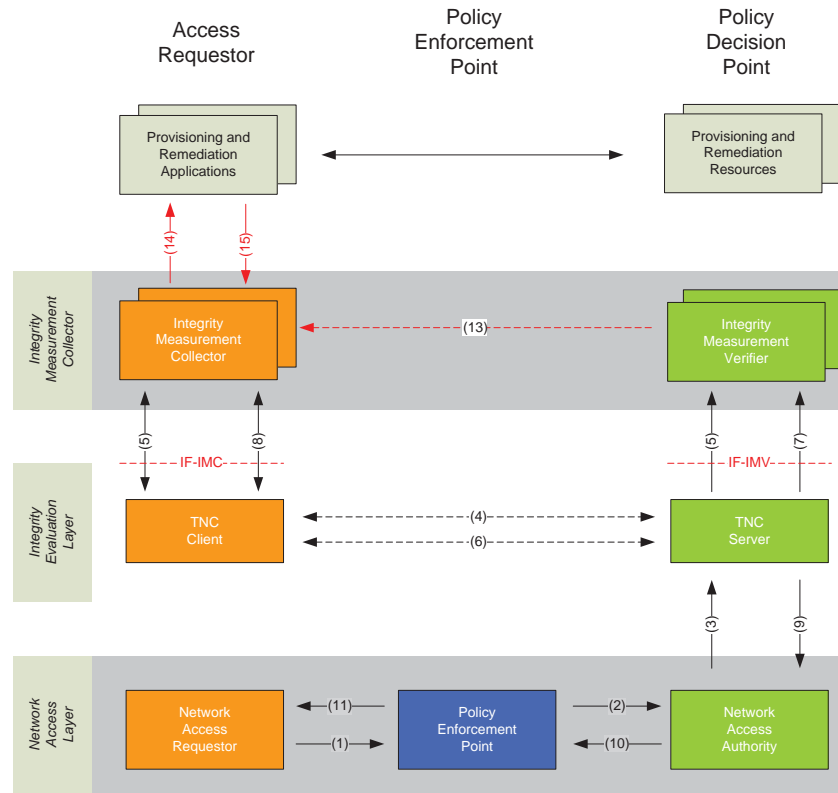 Access
Requestor
Policy
Enforcement
Point
Policy
Decision
Point
Provisioning and
Remediation
Applications
Provisioning and
Remediation
Resources
(14)
(15)
Integrity
Measurement
Collector
Integrity
Measurement
Collector
(13)
Integrity
Measurement
Verifier
(5)
(8)
(5)
(7)
IF-IMC
IF-IMV
Integrity
Evaluation
Layer
TNC
Client
(4)
(6)
TNC
Server
(3)
(9)
Network
Access
Layer
Network
Access
Requestor
(11)
(1)
Policy
Enforcement
Point
(2)
(10)
Network
Access
Authority